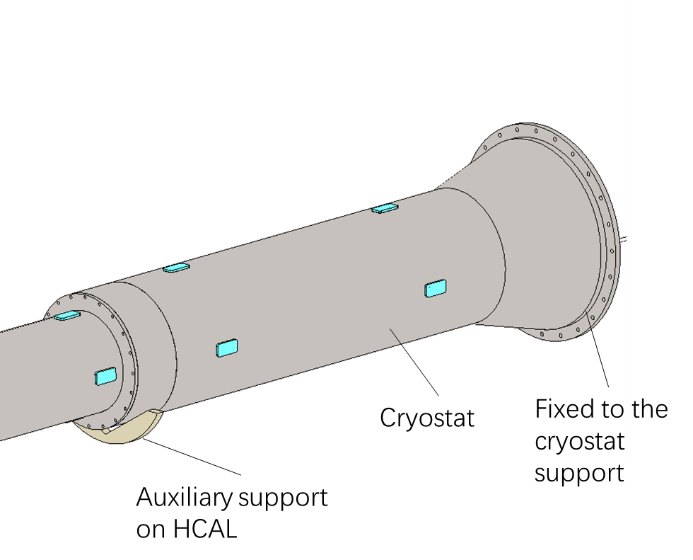 Cryostat
Fixed to the
cryostat
support
Auxiliary support
on HCAL